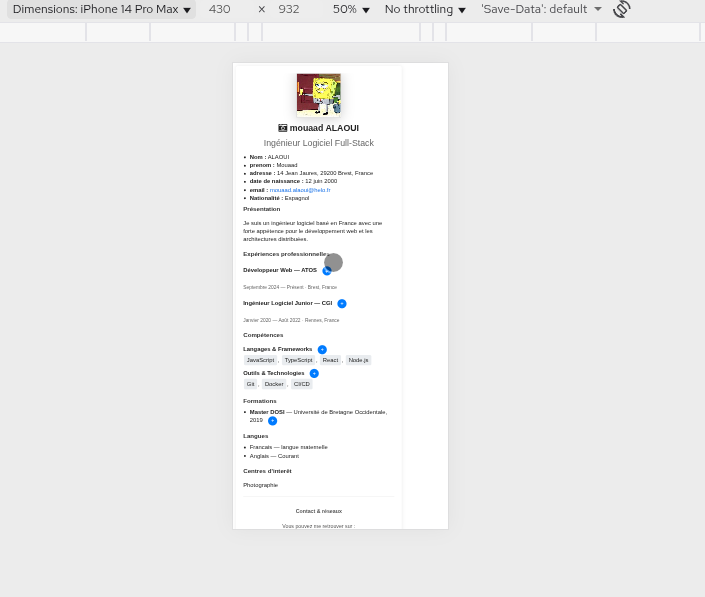 Dimensions: iPhone 14 Pro Max ▼ 430 × 932 50% ▼ No throttling ▼ 'Save-Data': default ▼
mouaad ALAOUI
Ingénieur Logiciel Full-Stack
• Nom : ALAOUI
• prenom : Mouaad
• adresse : 14 Jean Jaures, 29200 Brest, France
• date de naissance : 12 juin 2000
• email : mouaad.alaoui@helo.fr
• Nationalité : Espagnol
Présentation
Je suis un ingénieur logiciel basé en France avec une
forte appétence pour le développement web et les
architectures distribuées.
Expériences professionnelles
Développeur Web — ATOS
Septembre 2024 — Présent · Brest, France
Ingénieur Logiciel Junior — CGI +
Janvier 2020 — Août 2022 · Rennes, France
Compétences
Langages & Frameworks +
JavaScript , TypeScript , React , Node.js
Outils & Technologies +
Git , Docker , CI/CD
Formations
• Master DOSI — Université de Bretagne Occidentale,
2019 +
Langues
• Francais — langue maternelle
• Anglais — Courant
Centres d'interêt
Photographie
Contact & réseaux
Vous pouvez me retrouver sur :